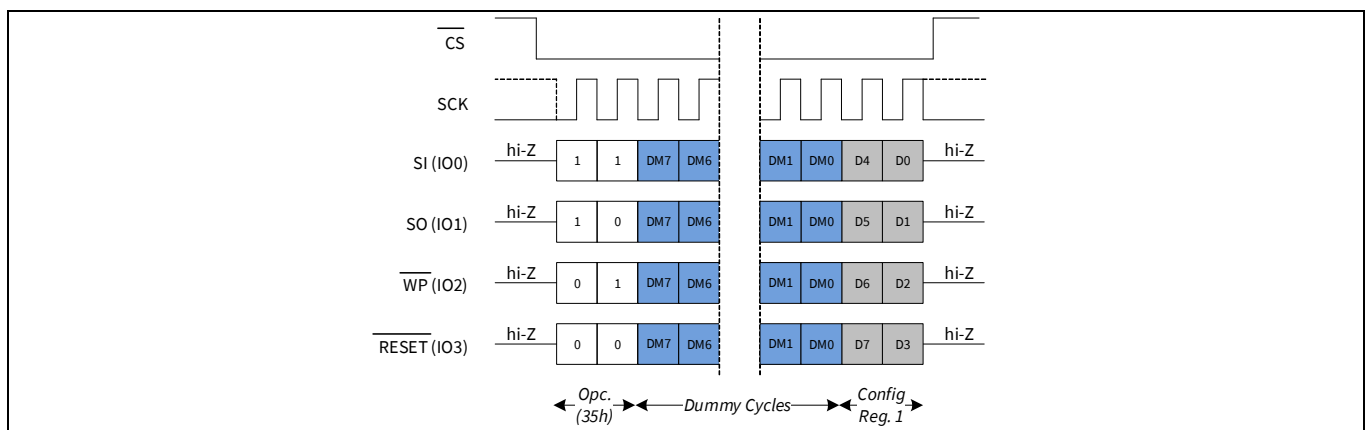 CS
SCK
SI (IO0) hi-Z 1 1 DM7 DM6 DM1 DM0 D4 D0 hi-Z
SO (IO1) hi-Z 1 0 DM7 DM6 DM1 DM0 D5 D1 hi-Z
WP (IO2) hi-Z 0 1 DM7 DM6 DM1 DM0 D6 D2 hi-Z
RESET (IO3) hi-Z 0 0 DM7 DM6 DM1 DM0 D7 D3 hi-Z
Opc. Dummy Cycles Config
(35h) Reg. 1